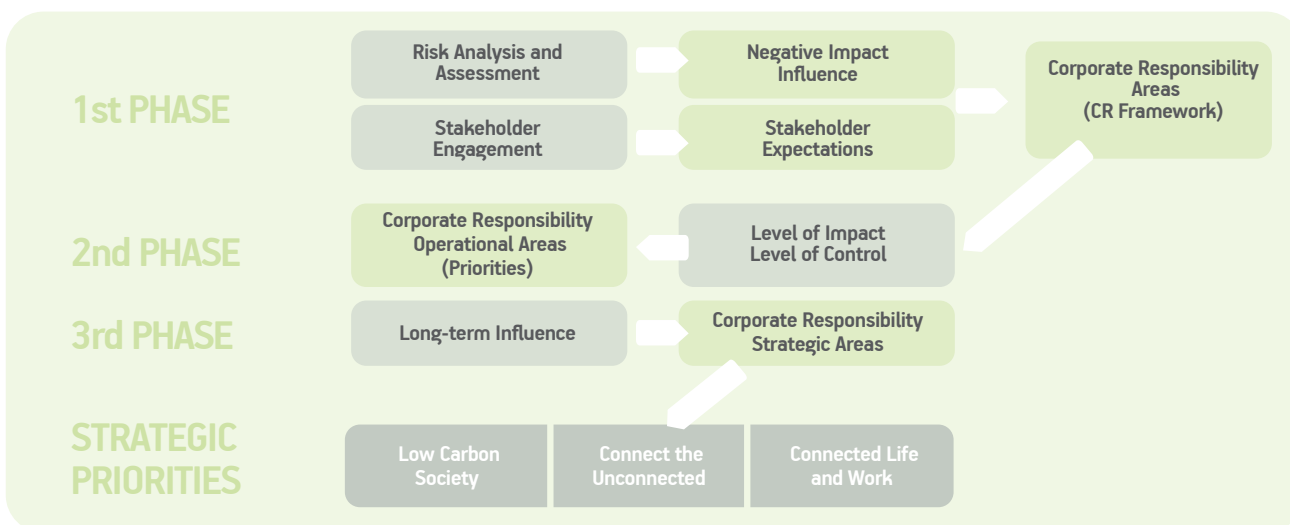 1st PHASE
Risk Analysis and
Assessment
Negative Impact
Influence
Stakeholder
Engagement
Stakeholder
Expectations
Corporate Responsibility
Areas
(CR Framework)
2nd PHASE
Corporate Responsibility
Operational Areas
(Priorities)
Level of Impact
Level of Control
3rd PHASE
Long-term Influence
Corporate Responsibility
Strategic Areas
STRATEGIC
PRIORITIES
Low Carbon
Society
Connect the
Unconnected
Connected Life
and Work